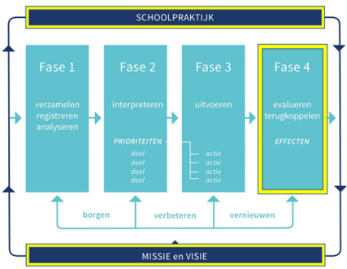 SCHOOLPRAKTIJK
Fase 1
verzamelen
registreren
analyseren
Fase 2
interpreteren
PRIORITEITEN
doel
doel
doel
doel
Fase 3
uitvoeren
actie
actie
actie
actie
Fase 4
evalueren
terugkoppelen
EFFECTEN
borgen
verbeteren
vernieuwen
MISSIE en VISIE